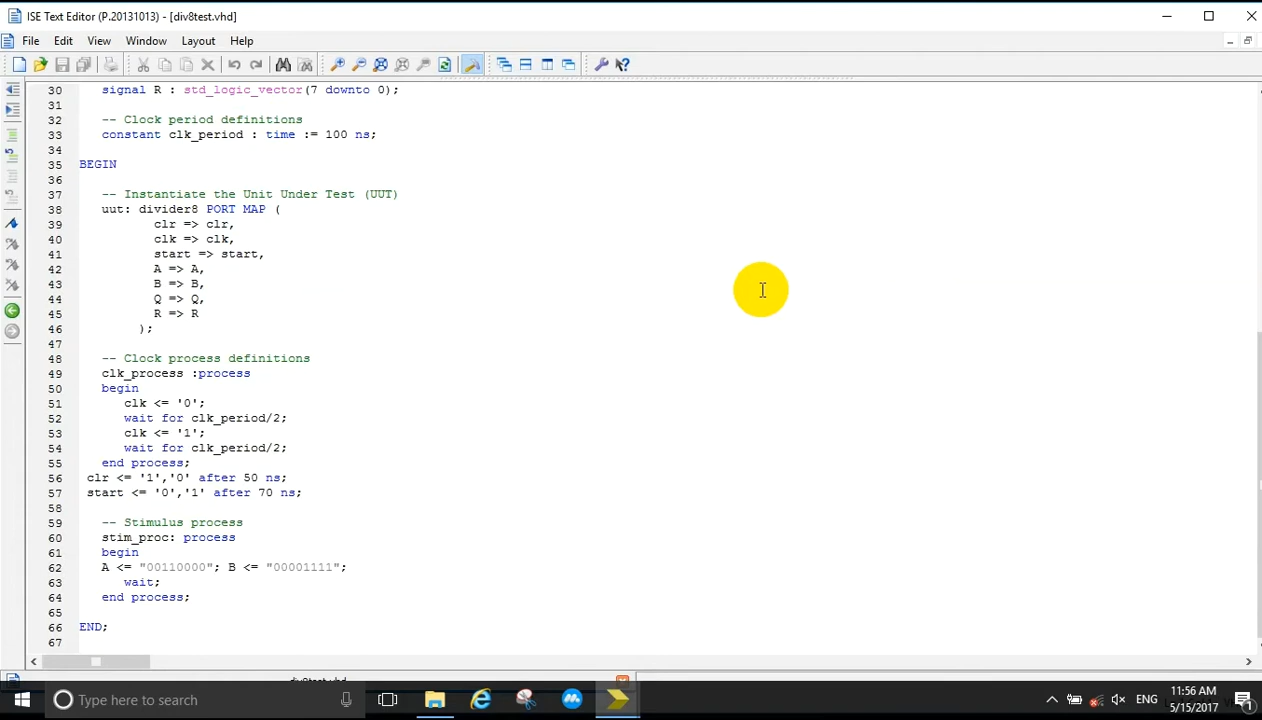 ISE Text Editor (P.20131013) - [div8test.vhd]
File Edit View Window Layout Help
30 signal R : std_logic_vector(7 downto 0);
31
32 -- Clock period definitions
33 constant clk_period : time := 100 ns;
34
35 BEGIN
36
37 -- Instantiate the Unit Under Test (UUT)
38 uut: divider8 PORT MAP (
39 clr => clr,
40 clk => clk,
41 start => start,
42 A => A,
43 B => B,
44 Q => Q,
45 R => R
46 );
47
48 -- Clock process definitions
49 clk_process :process
50 begin
51 clk <= '0';
52 wait for clk_period/2;
53 clk <= '1';
54 wait for clk_period/2;
55 end process;
56 clr <= '1','0' after 50 ns;
57 start <= '0','1' after 70 ns;
58
59 -- Stimulus process
60 stim_proc: process
61 begin
62 A <= "00110000"; B <= "00001111";
63 wait;
64 end process;
65
66 END;
67
div8test.vhd
Type here to search
ENG
11:56 AM
5/15/2017
1